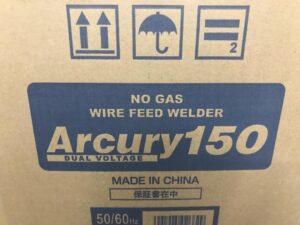 2
NO GAS
WIRE FEED WELDER
Arcury150
DUAL VOLTAGE
MADE IN CHINA
保証書在中
50/60Hz